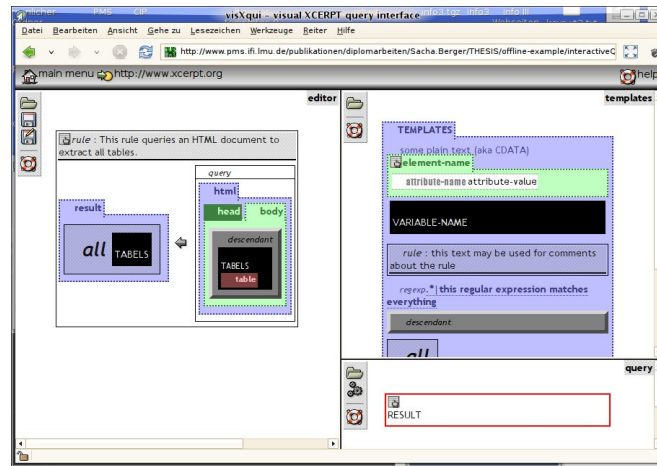 visXqui - visual XCERPT query interface
Datei Bearbeiten Ansicht Gehe zu Lesezeichen Werkzeuge Reiter Hilfe
http://www.pms.ifi.lmu.de/publikationen/diplomarbeiten/Sacha.Berger/THESIS/offline-example/interactiveQ
main menu http://www.xcerpt.org help
editor
rule : This rule queries an HTML document to
extract all tables.
query
html
head body
descendant
TABELS
table
result
all TABELS
templates
TEMPLATES
some plain text (aka CDATA)
element-name
attribute-name attribute-value
VARIABLE-NAME
rule : this text may be used for comments
about the rule
regexp.*| this regular expression matches
everything
descendant
all
query
RESULT